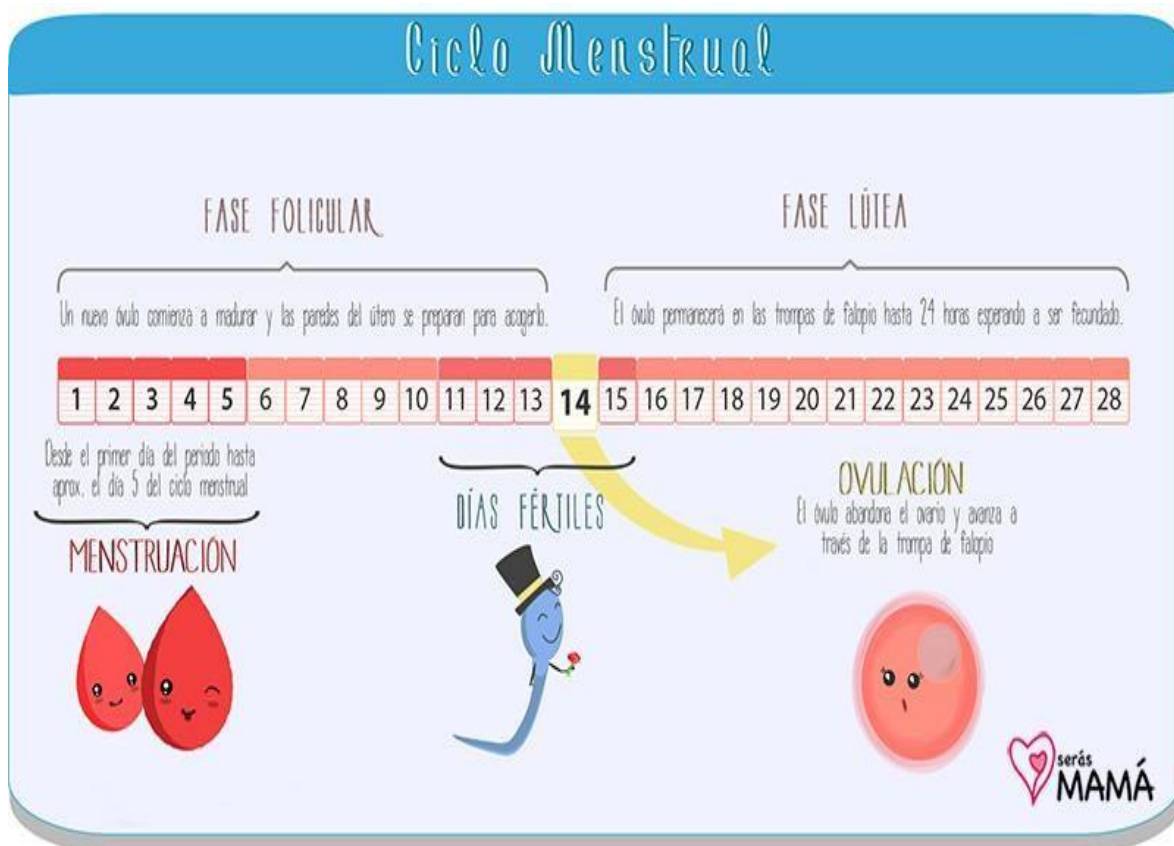 Ciclo Menstrual
FASE FOLICULAR
Un nuevo óvulo comienza a madurar y las paredes del útero se preparan para acogerlo.
FASE LÚTEA
El óvulo permanecerá en las trompas de falopio hasta 24 horas esperando a ser fecundado.
1 2 3 4 5 6 7 8 9 10 11 12 13 14 15 16 17 18 19 20 21 22 23 24 25 26 27 28
Desde el primer día del periodo hasta
aprox. el día 5 del ciclo menstrual
MENSTRUACIÓN
DÍAS FÉRTILES
OVULACIÓN
El óvulo abandona el ovario y avanza a
través de la trompa de falopio
serás
MAMÁ